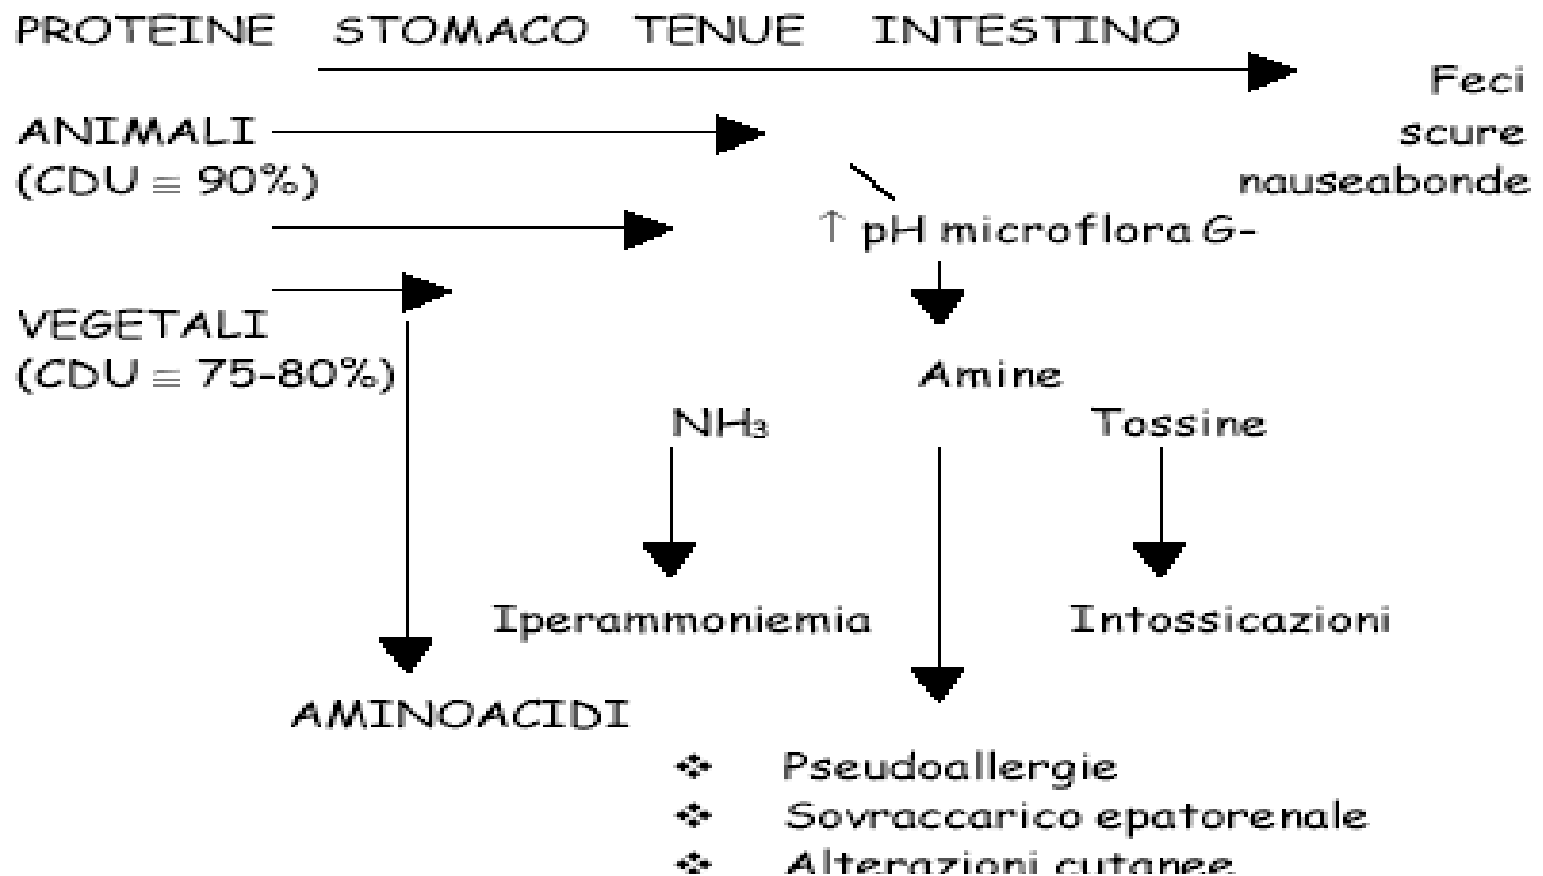 PROTEINE STOMACO TENUE INTESTINO
Feci
ANIMALI scure
(CDU ≅ 90%) nauseabonde
↑ pH microflora G-
VEGETALI
(CDU ≅ 75-80%) Amine
NH₃ Tossine
Iperammoniemia Intossicazioni
AMINOACIDI
❖ Pseudoallergie
❖ Sovraccarico epatorenale
❖ Alterazioni cutanee